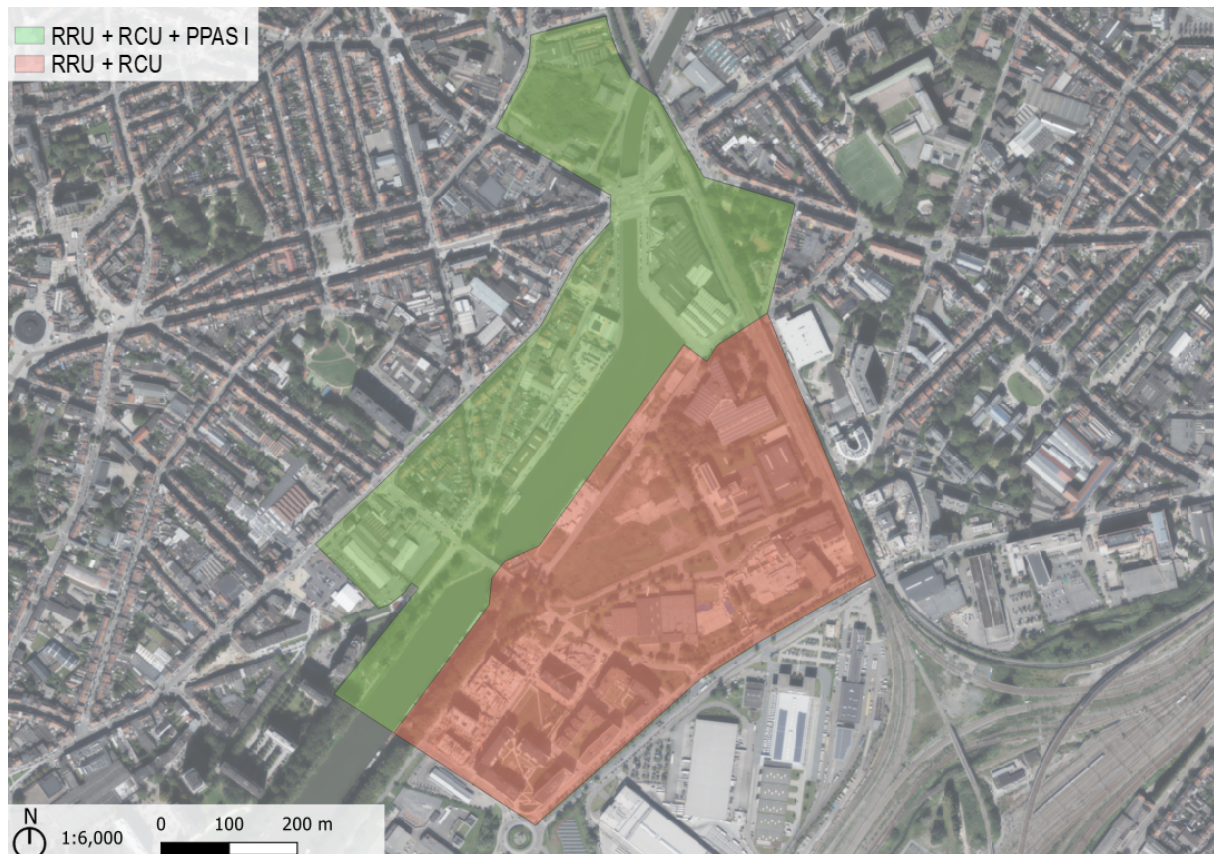 RRU + RCU + PPAS I
RRU + RCU
N
1:6,000
0 100 200 m